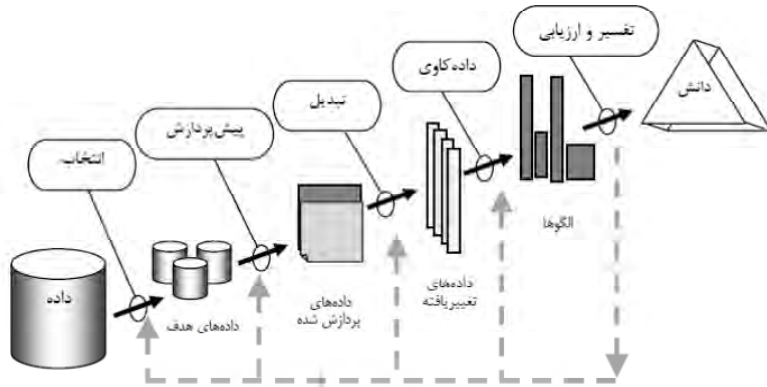 تفسیر و ارزیابی
داده‌کاوی
تبدیل
پیش‌پردازش
انتخاب
دانش
الگوها
داده‌های
تغییریافته
داده‌های
پردازش شده
داده‌های هدف
داده